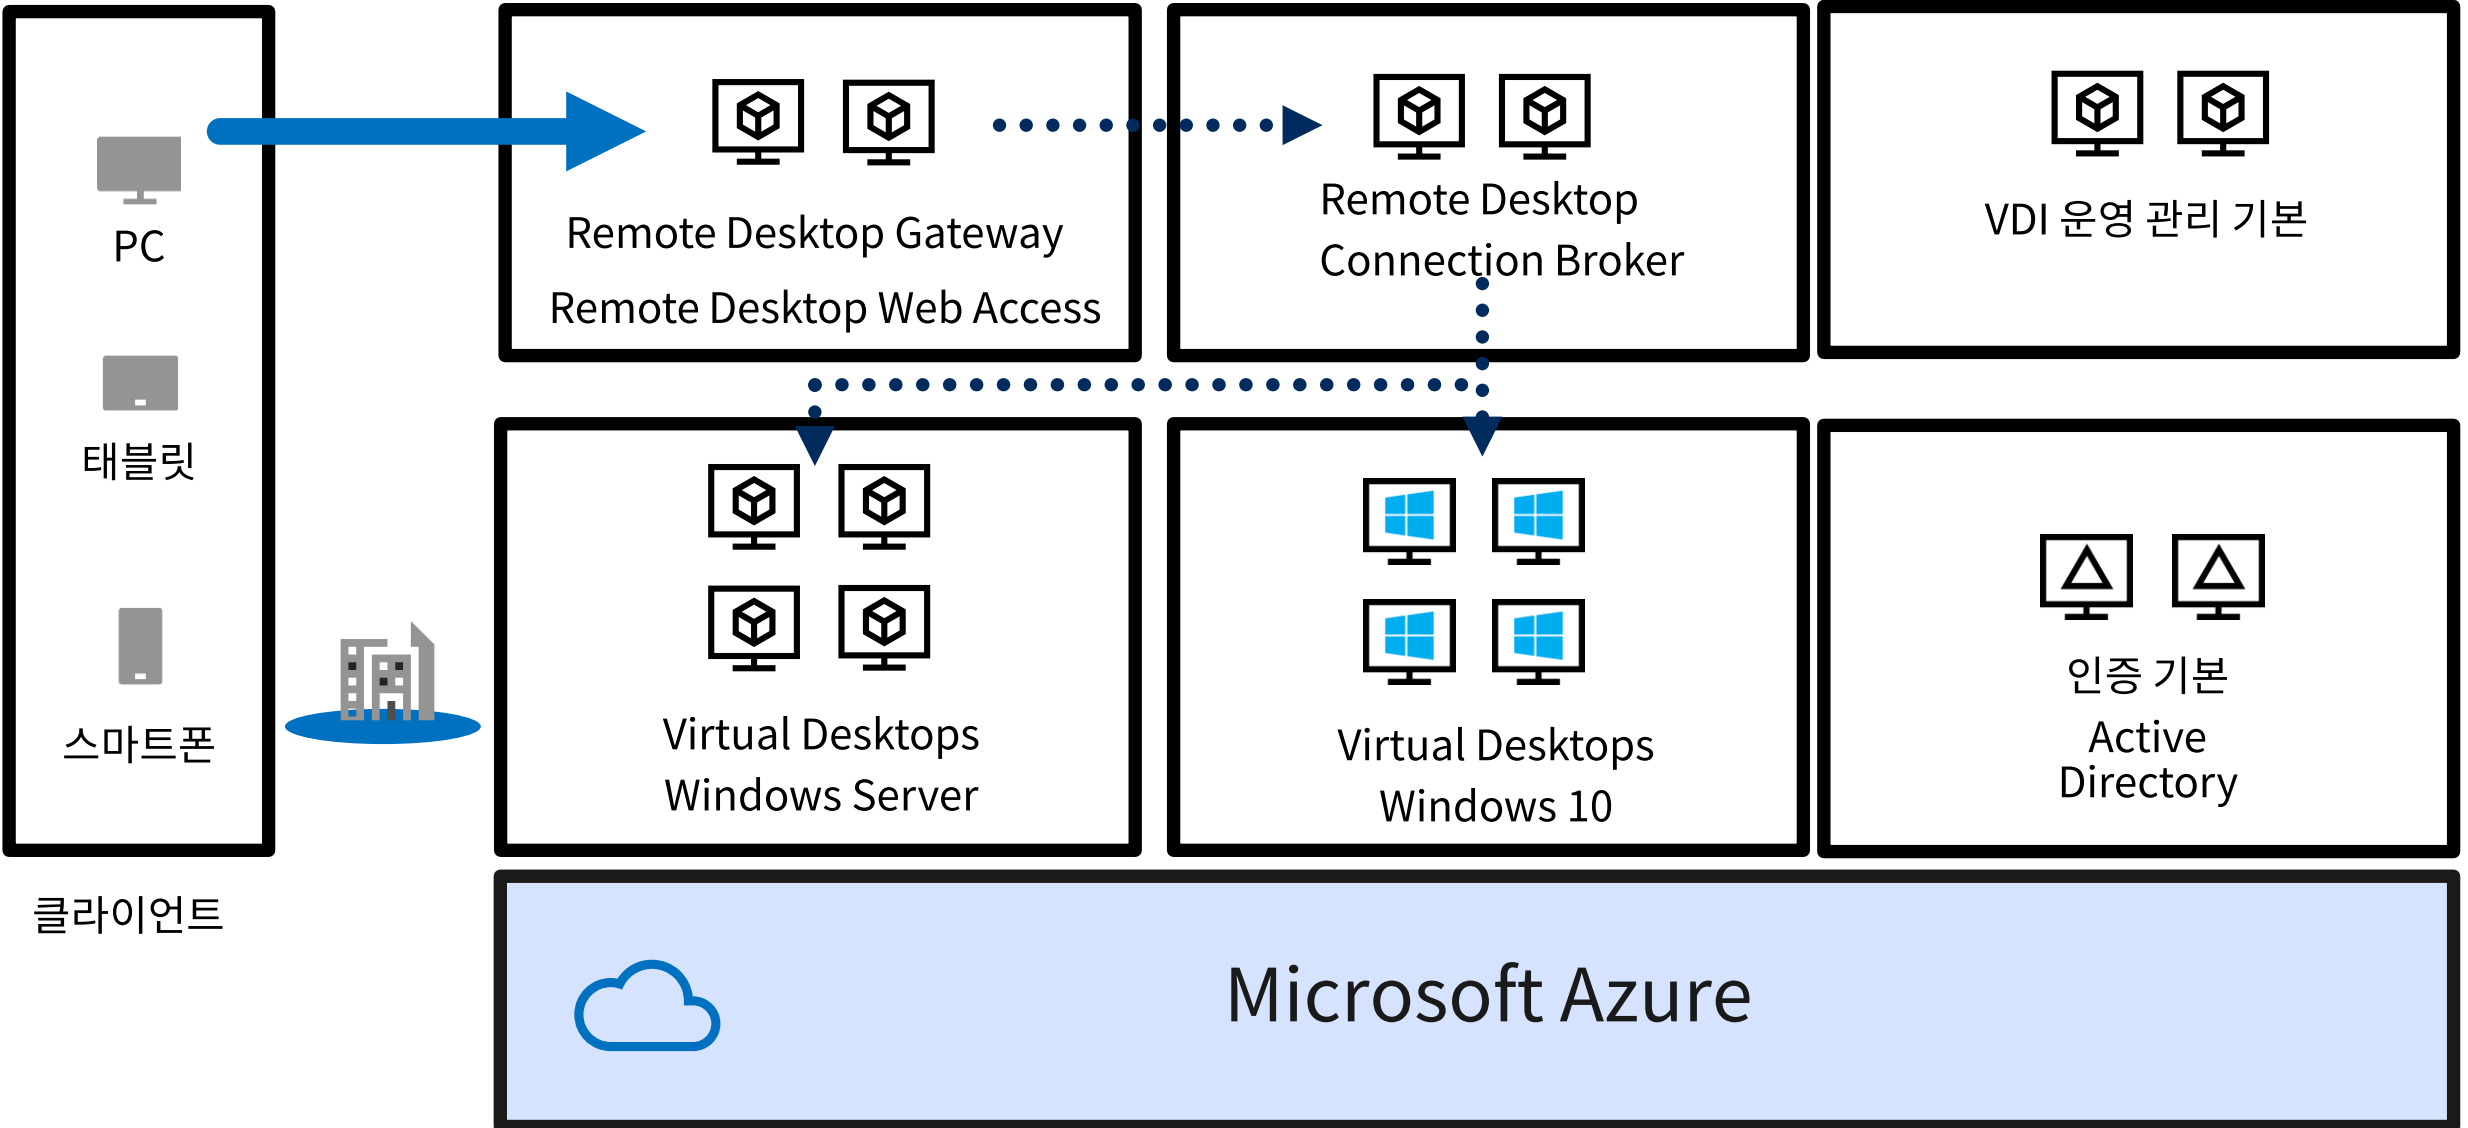 PC
태블릿
스마트폰
클라이언트
Remote Desktop Gateway
Remote Desktop Web Access
Remote Desktop
Connection Broker
VDI 운영 관리 기본
Virtual Desktops
Windows Server
Virtual Desktops
Windows 10
인증 기본
Active
Directory
Microsoft Azure